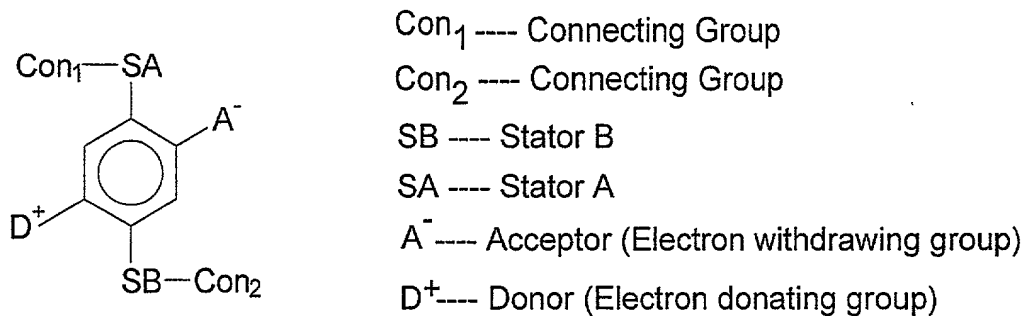 Con₁—SA
A⁻
D⁺
SB—Con₂
Con₁ ---- Connecting Group
Con₂ ---- Connecting Group
SB ---- Stator B
SA ---- Stator A
A⁻---- Acceptor (Electron withdrawing group)
D⁺---- Donor (Electron donating group)